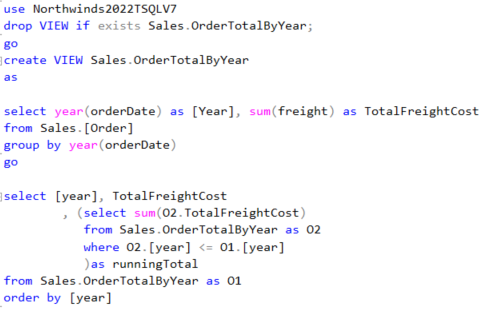 use Northwinds2022TSQLV7
drop VIEW if exists Sales.OrderTotalByYear;
go
create VIEW Sales.OrderTotalByYear
as
select year(orderDate) as [Year], sum(freight) as TotalFreightCost
from Sales.[Order]
group by year(orderDate)
go
select [year], TotalFreightCost
, (select sum(O2.TotalFreightCost)
from Sales.OrderTotalByYear as O2
where O2.[year] <= O1.[year]
)as runningTotal
from Sales.OrderTotalByYear as O1
order by [year]